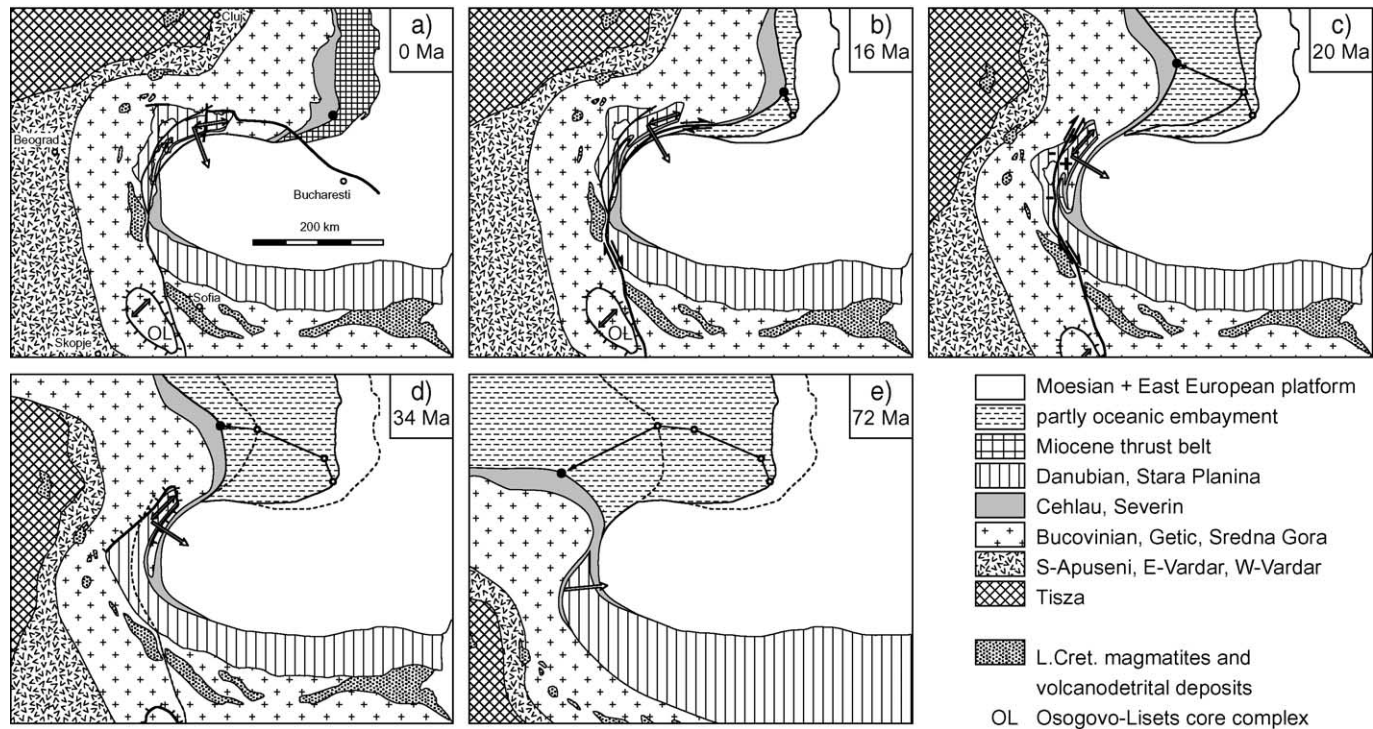 a)
0 Ma
Cluj
Beograd
Bucharesti
200 km
Sofia
OL
Skopje
b)
16 Ma
OL
c)
20 Ma
d)
34 Ma
e)
72 Ma
Moesian + East European platform
partly oceanic embayment
Miocene thrust belt
Danubian, Stara Planina
Cehlau, Severin
Bucovinian, Getic, Sredna Gora
S-Apuseni, E-Vardar, W-Vardar
Tisza
L.Cret. magmatites and
volcanodetrital deposits
OL Osogovo-Lisets core complex